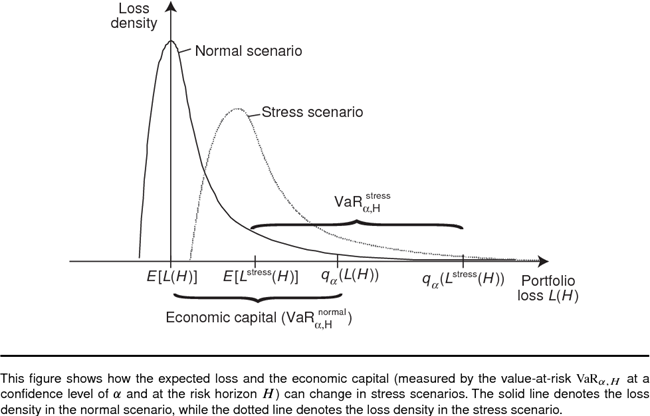 Loss
density
Normal scenario
Stress scenario
VaR^stress_α,H
E[L(H)] E[L^stress(H)] q_α(L(H)) q_α(L^stress(H)) Portfolio
loss L(H)
Economic capital (VaR^normal_α,H)
This figure shows how the expected loss and the economic capital (measured by the value-at-risk VaR_α,H at a
confidence level of α and at the risk horizon H) can change in stress scenarios. The solid line denotes the loss
density in the normal scenario, while the dotted line denotes the loss density in the stress scenario.